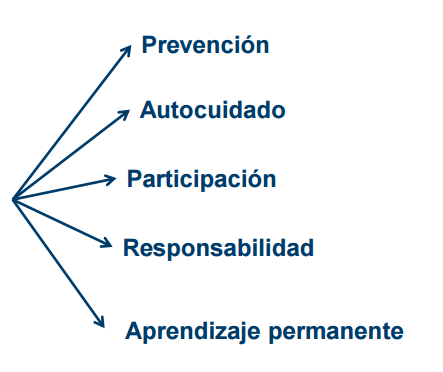 Prevención
Autocuidado
Participación
Responsabilidad
Aprendizaje permanente